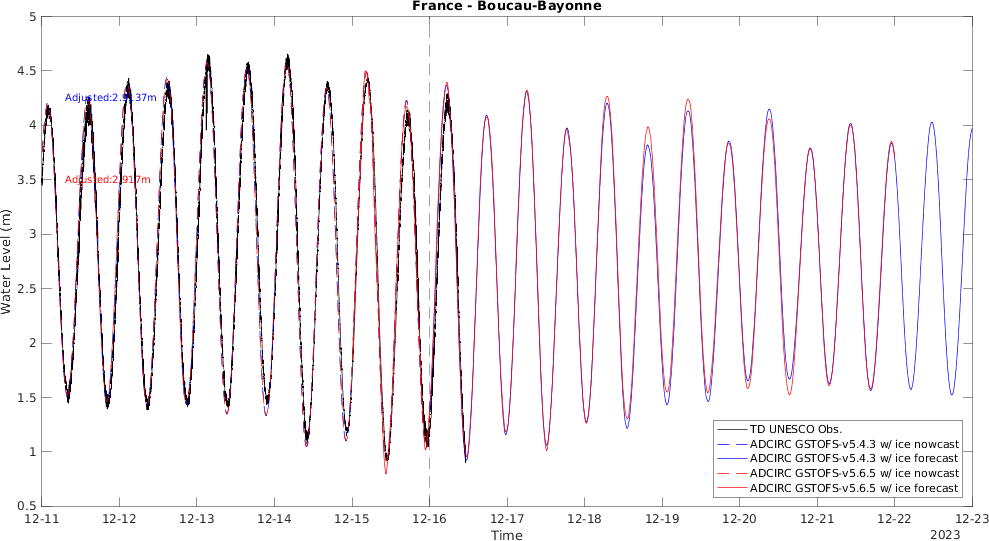 France - Boucau-Bayonne
Water Level (m)
5
4.5
4
3.5
3
2.5
2
1.5
1
0.5
Adjusted:2.9137m
Adjusted:2.917m
TD UNESCO Obs.
ADCIRC GSTOFS-v5.4.3 w/ ice nowcast
ADCIRC GSTOFS-v5.4.3 w/ ice forecast
ADCIRC GSTOFS-v5.6.5 w/ ice nowcast
ADCIRC GSTOFS-v5.6.5 w/ ice forecast
12-11 12-12 12-13 12-14 12-15 12-16 12-17 12-18 12-19 12-20 12-21 12-22 12-23
Time
2023